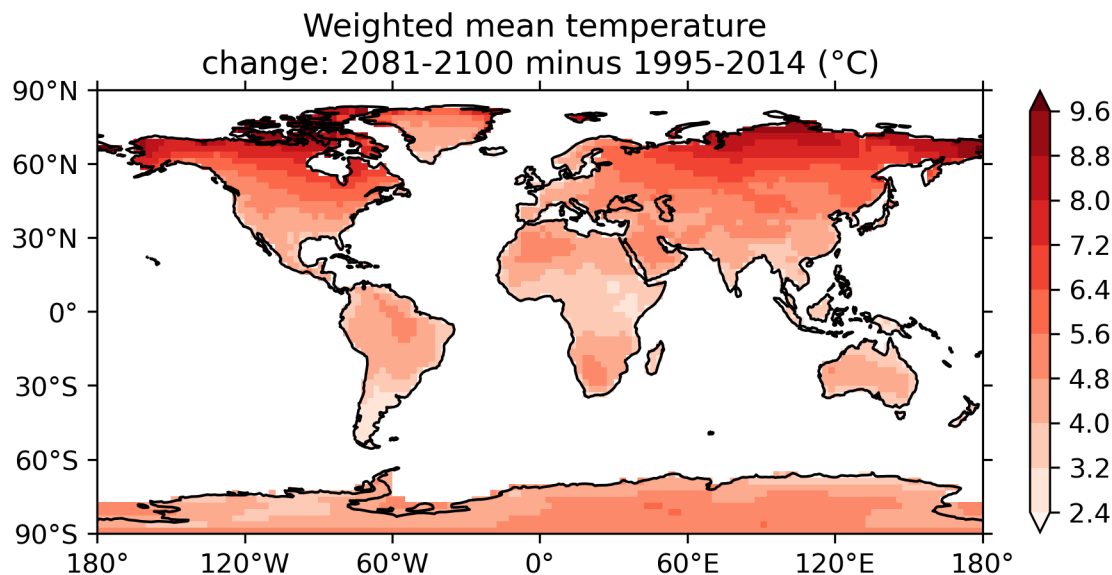 Weighted mean temperature
change: 2081-2100 minus 1995-2014 (°C)
90°N
60°N
30°N
0°
30°S
60°S
90°S
180°
120°W
60°W
0°
60°E
120°E
180°
9.6
8.8
8.0
7.2
6.4
5.6
4.8
4.0
3.2
2.4